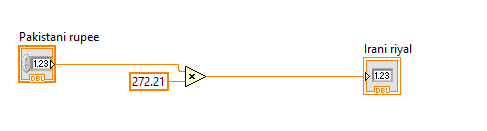 Pakistani rupee
Irani riyal
1.23
DBL
272.21
×
1.23
DBL